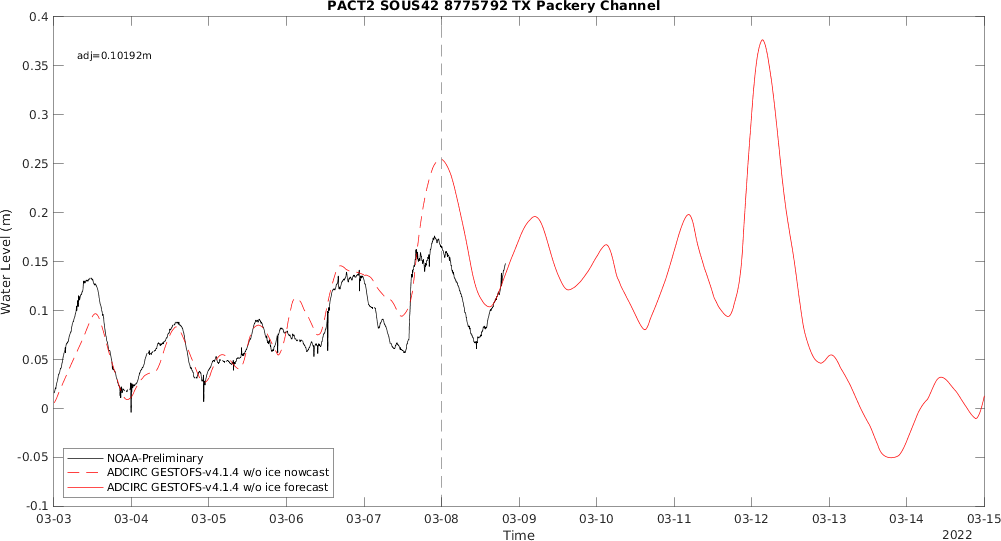 PACT2 SOUS42 8775792 TX Packery Channel
adj=0.10192m
0.4
0.35
0.3
0.25
0.2
0.15
0.1
0.05
0
-0.05
-0.1
Water Level (m)
NOAA-Preliminary
ADCIRC GESTOFS-v4.1.4 w/o ice nowcast
ADCIRC GESTOFS-v4.1.4 w/o ice forecast
03-03 03-04 03-05 03-06 03-07 03-08 03-09 03-10 03-11 03-12 03-13 03-14 03-15
Time
2022